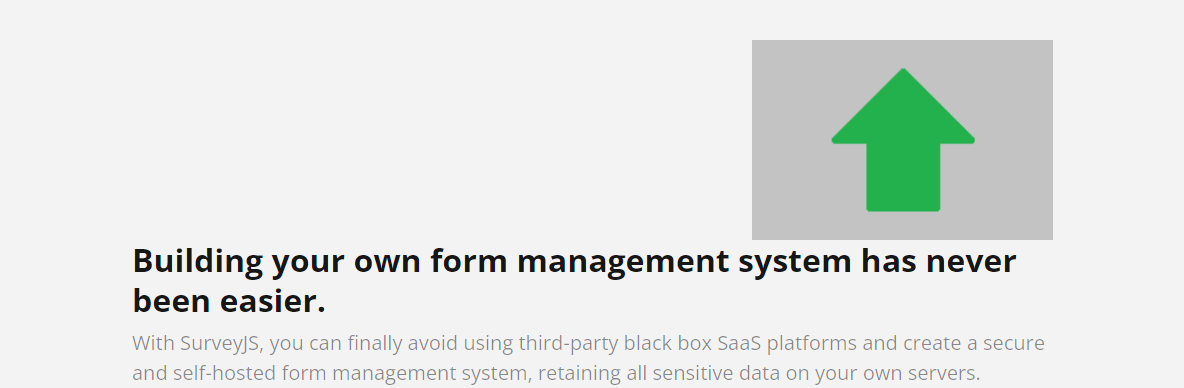 Building your own form management system has never
been easier.
With SurveyJS, you can finally avoid using third-party black box SaaS platforms and create a secure
and self-hosted form management system, retaining all sensitive data on your own servers.